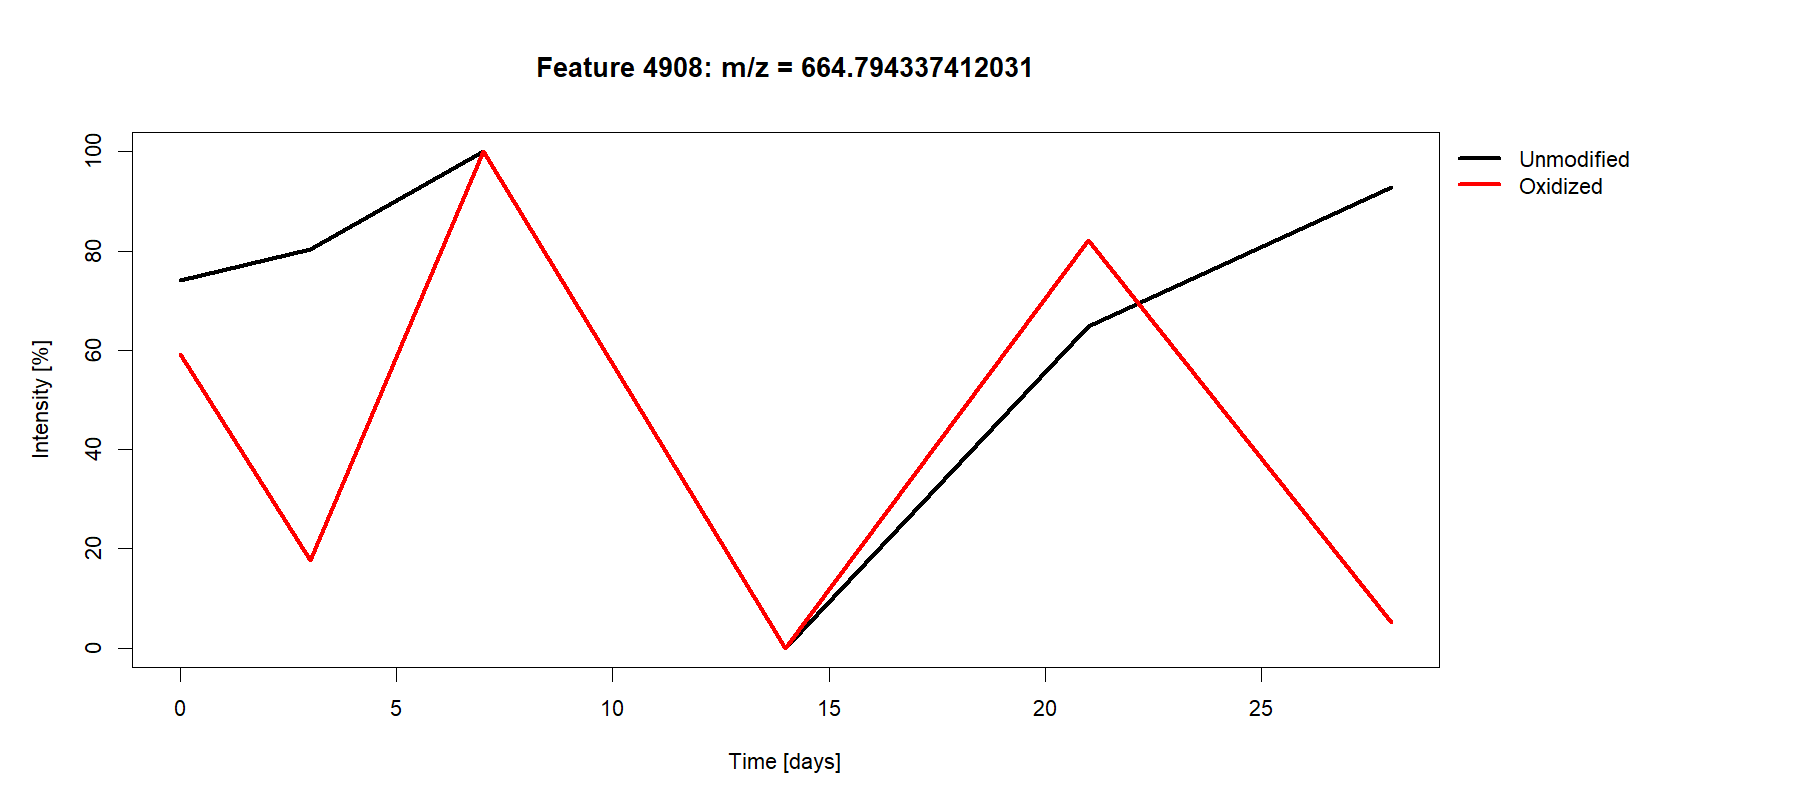 Feature 4908: m/z = 664.794337412031
Unmodified
Oxidized
Intensity [%]
100
80
60
40
20
0
0 5 10 15 20 25
Time [days]